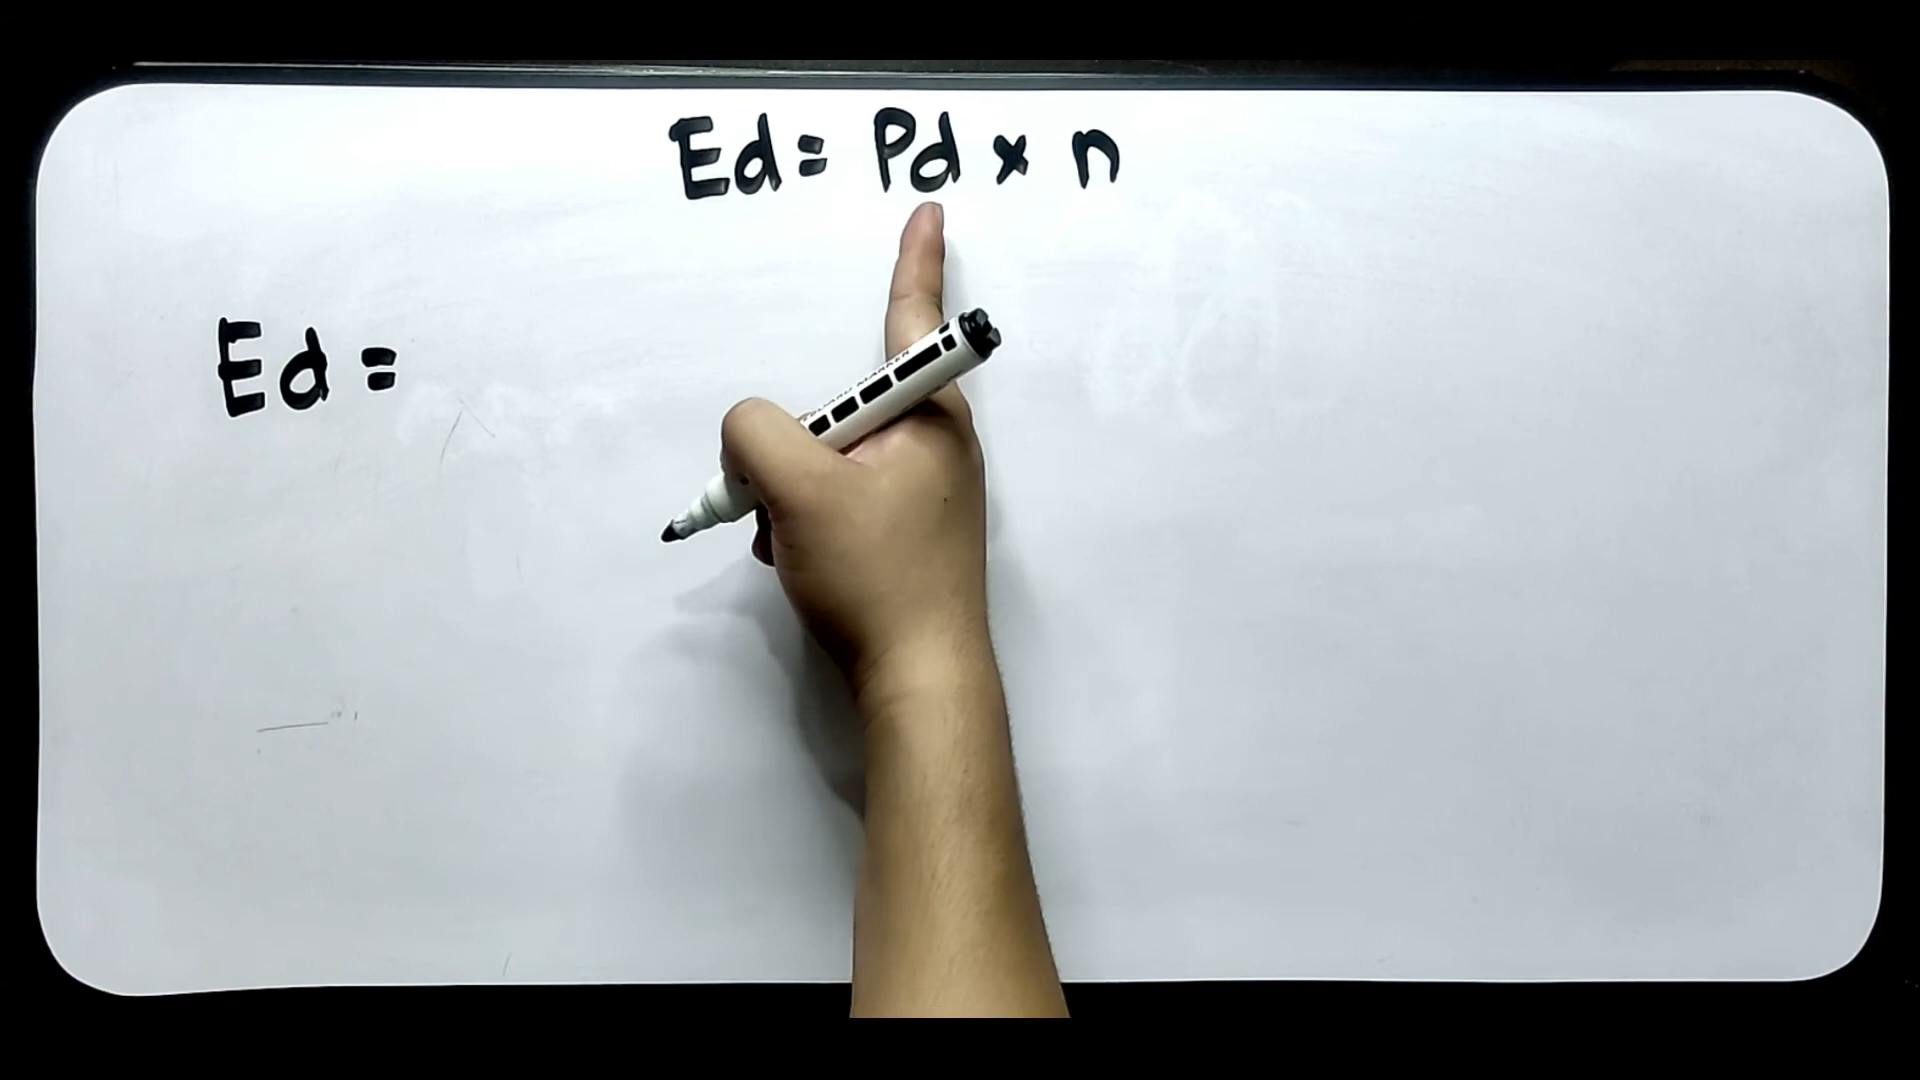 Ed = Pd × n
Ed =